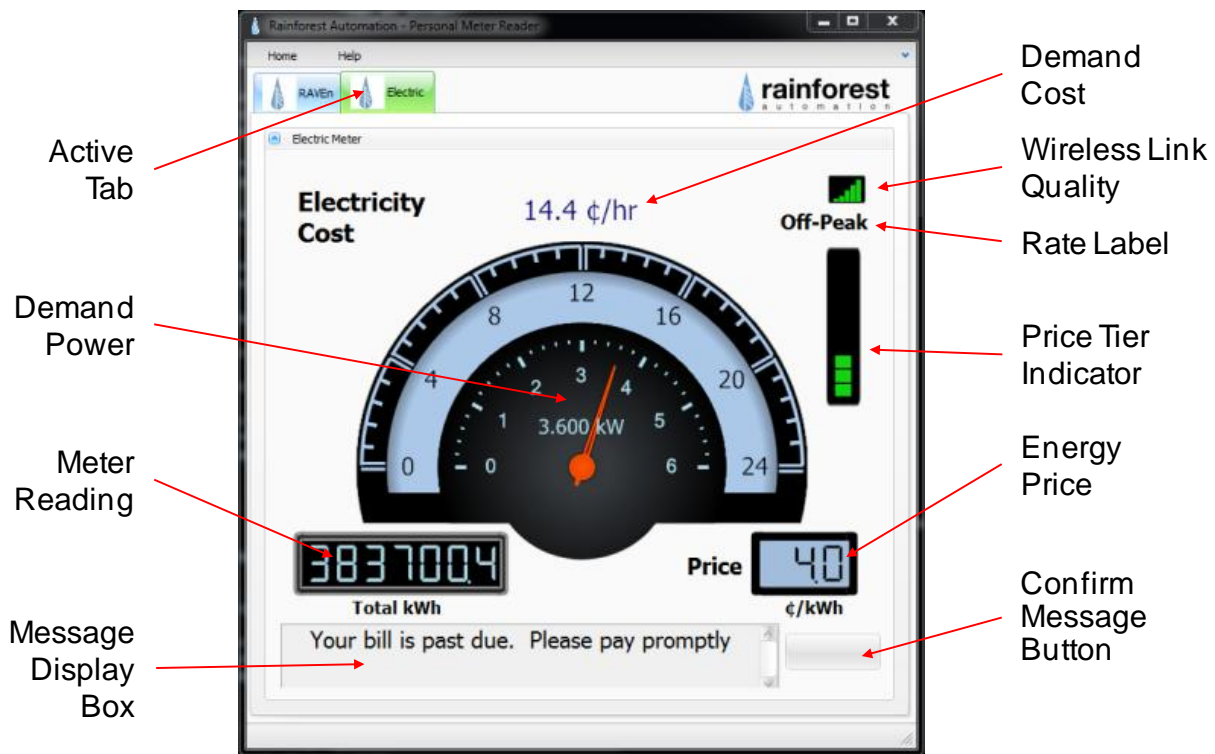 Rainforest Automation - Personal Meter Reader
Home Help
RAVEn Electric
rainforest
automation
Electric Meter
Electricity
Cost
14.4 ¢/hr
Off-Peak
0 4 8 12 16 20 24
0 1 2 3 4 5 6
3.600 kW
383700.4
Total kWh
Price
4.0
¢/kWh
Your bill is past due. Please pay promptly
Active
Tab
Demand
Power
Meter
Reading
Message
Display
Box
Demand
Cost
Wireless Link
Quality
Rate Label
Price Tier
Indicator
Energy
Price
Confirm
Message
Button